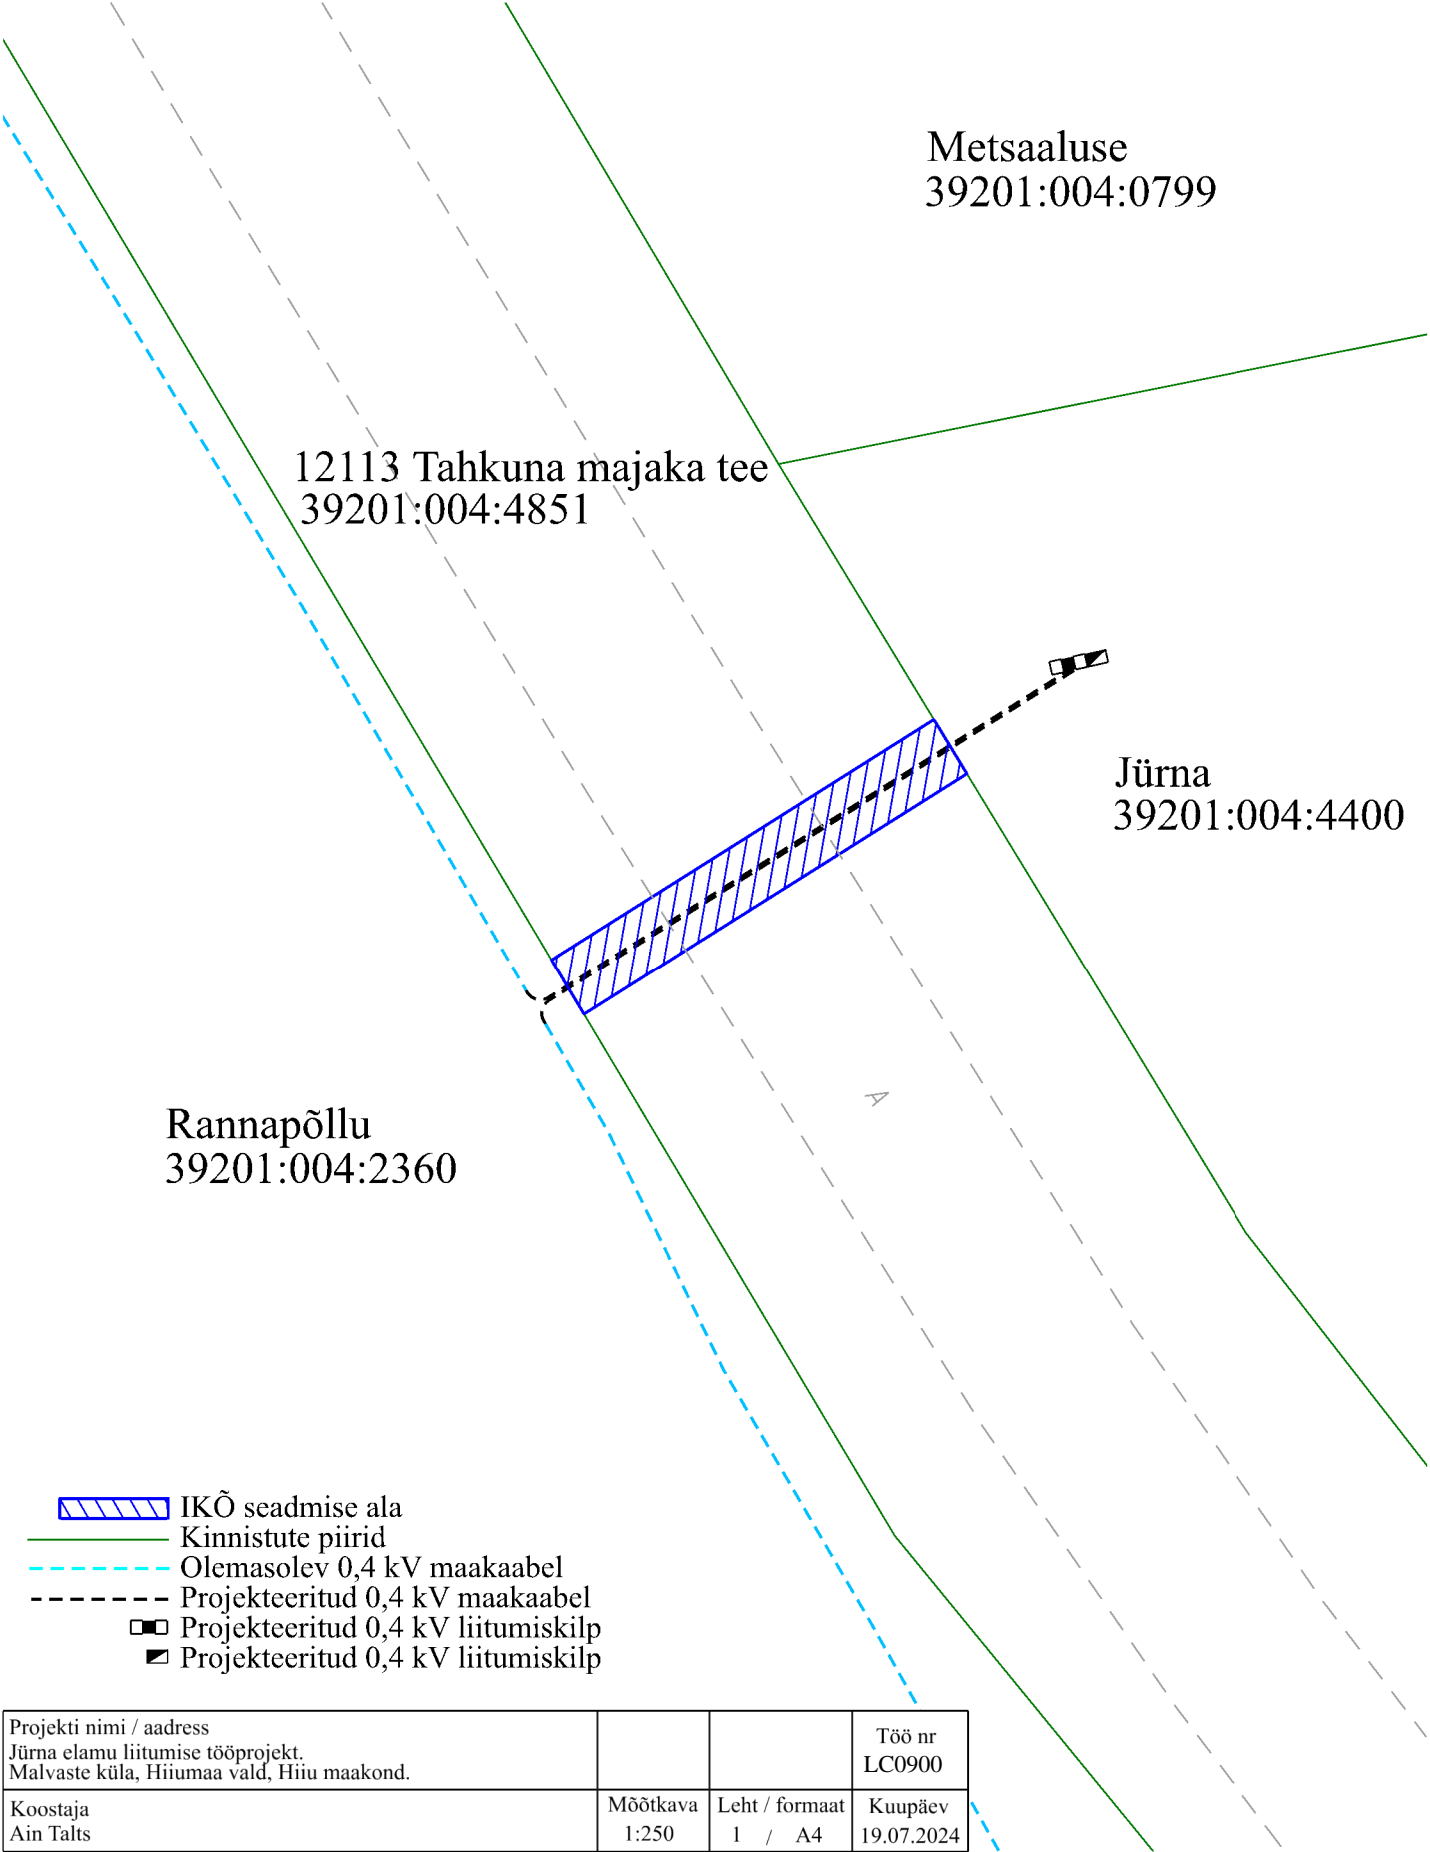 Metsaaluse
39201:004:0799
12113 Tahkuna majaka tee
39201:004:4851
Jürna
39201:004:4400
A
Rannapõllu
39201:004:2360
IKÕ seadmise ala
Kinnistute piirid
Olemasolev 0,4 kV maakaabel
Projekteeritud 0,4 kV maakaabel
Projekteeritud 0,4 kV liitumiskilp
Projekteeritud 0,4 kV liitumiskilp
Projekti nimi / aadress
Jürna elamu liitumise tööprojekt.
Malvaste küla, Hiiumaa vald, Hiiu maakond.
Töö nr
LC0900
Koostaja
Ain Talts
Mõõtkava
1:250
Leht / formaat
1 / A4
Kuupäev
19.07.2024